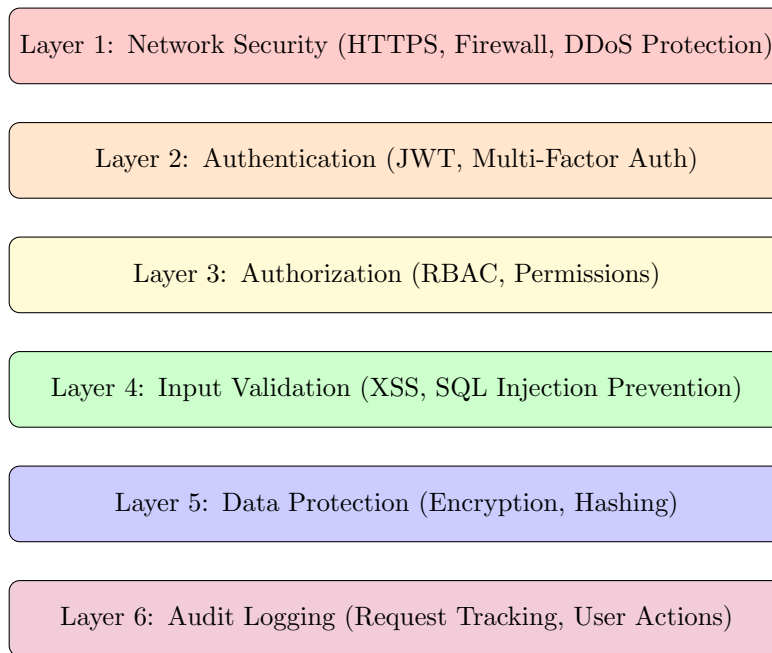 Layer 1: Network Security (HTTPS, Firewall, DDoS Protection)
Layer 2: Authentication (JWT, Multi-Factor Auth)
Layer 3: Authorization (RBAC, Permissions)
Layer 4: Input Validation (XSS, SQL Injection Prevention)
Layer 5: Data Protection (Encryption, Hashing)
Layer 6: Audit Logging (Request Tracking, User Actions)